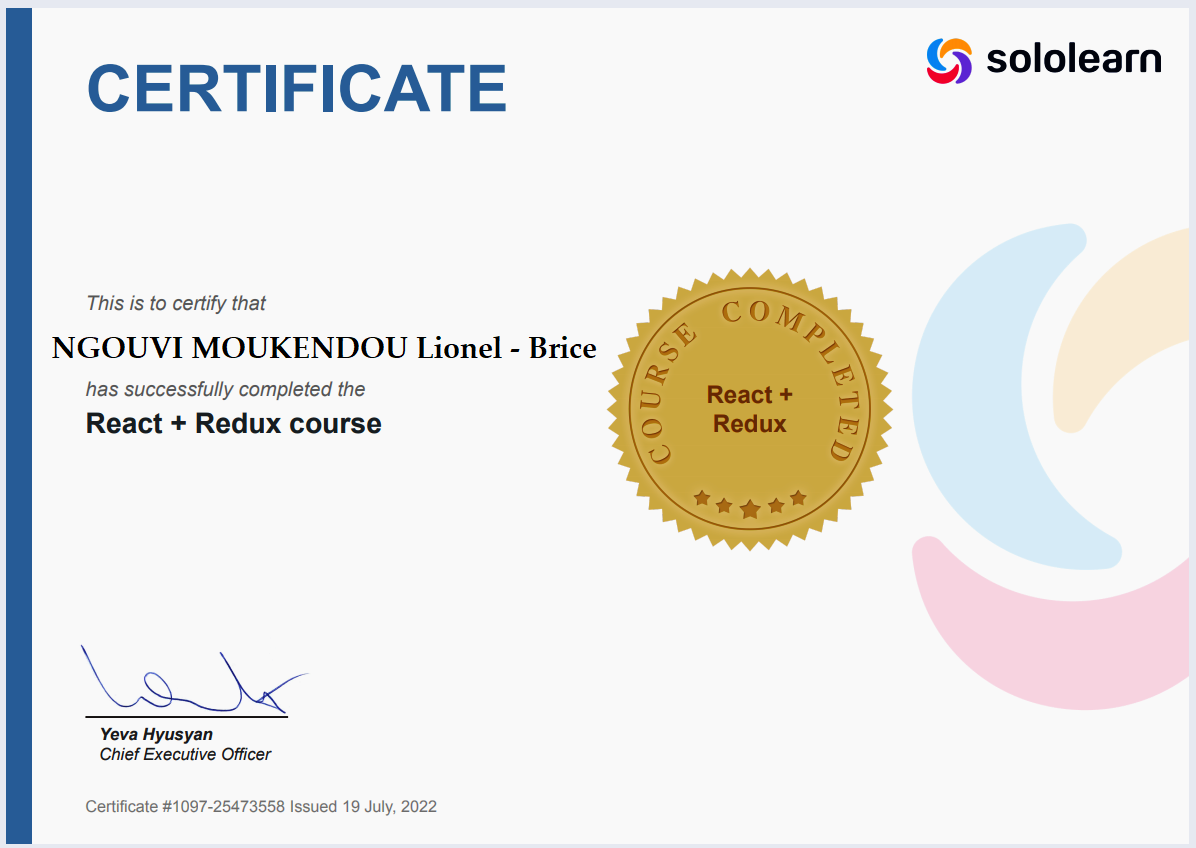 CERTIFICATE
sololearn
This is to certify that
NGOUVI MOUKENDOU Lionel - Brice
has successfully completed the
React + Redux course
COURSE COMPLETED
React +
Redux
Yeva Hyusyan
Chief Executive Officer
Certificate #1097-25473558 Issued 19 July, 2022